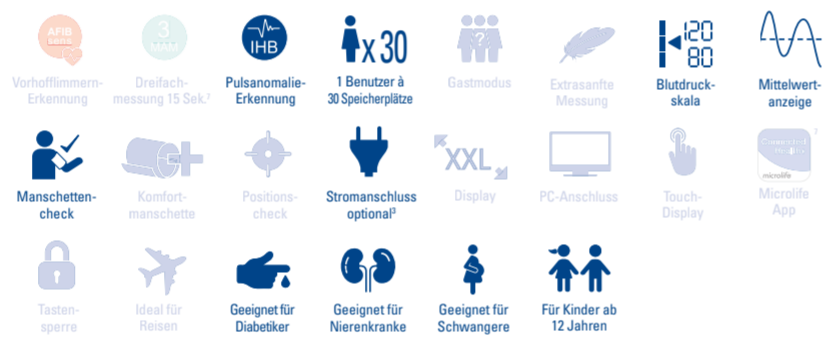 AFIB
3
MAM
IHB
x 30
?
120
80
Vorhofflimmern-
Erkennung
Dreifach-
messung 15 Sek.²
Pulsanomalie-
Erkennung
1 Benutzer à
30 Speicherplätze
Gastmodus
Extrasanfte
Messung
Blutdruck-
skala
Mittelwert-
anzeige
XXL
Connected
Health
microlife
Manschetten-
check
Komfort-
manschette
Positions-
check
Stromanschluss
optional³
Display
PC-Anschluss
Touch-
Display
Microlife
App
Tasten-
sperre
Ideal für
Reisen
Geeignet für
Diabetiker
Geeignet für
Nierenkranke
Geeignet für
Schwangere
Für Kinder ab
12 Jahren